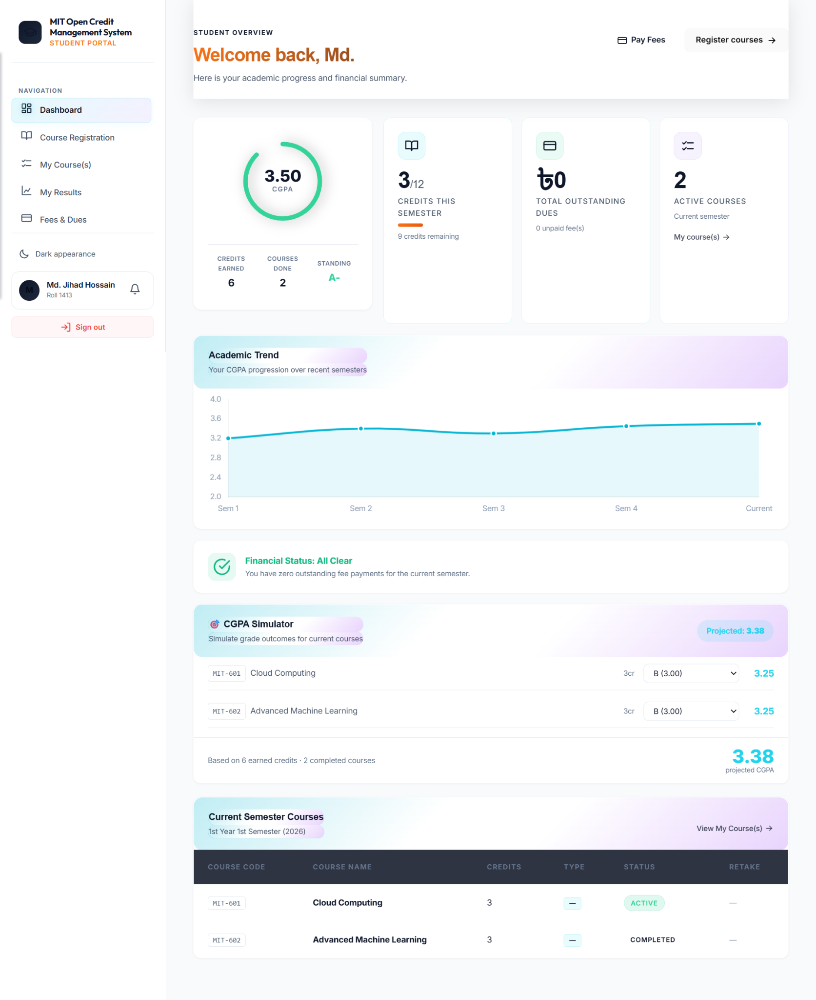 MIT Open Credit
Management System
STUDENT PORTAL
NAVIGATION
Dashboard
Course Registration
My Course(s)
My Results
Fees & Dues
Dark appearance
M
Md. Jihad Hossain
Roll 1413
Sign out
STUDENT OVERVIEW
Welcome back, Md.
Here is your academic progress and financial summary.
Pay Fees
Register courses →
3.50
CGPA
CREDITS
EARNED
6
COURSES
DONE
2
STANDING
A-
3/12
CREDITS THIS
SEMESTER
9 credits remaining
৳0
TOTAL OUTSTANDING
DUES
0 unpaid fee(s)
2
ACTIVE COURSES
Current semester
My course(s) →
Academic Trend
Your CGPA progression over recent semesters
4.0
3.6
3.2
2.8
2.4
2.0
Sem 1 Sem 2 Sem 3 Sem 4 Current
Financial Status: All Clear
You have zero outstanding fee payments for the current semester.
🎯 CGPA Simulator
Simulate grade outcomes for current courses
Projected: 3.38
MIT-601 Cloud Computing 3cr B (3.00) 3.25
MIT-602 Advanced Machine Learning 3cr B (3.00) 3.25
Based on 6 earned credits · 2 completed courses
3.38
projected CGPA
Current Semester Courses
1st Year 1st Semester (2026)
View My Course(s) →
COURSE CODE COURSE NAME CREDITS TYPE STATUS RETAKE
MIT-601 Cloud Computing 3 — ACTIVE —
MIT-602 Advanced Machine Learning 3 — COMPLETED —